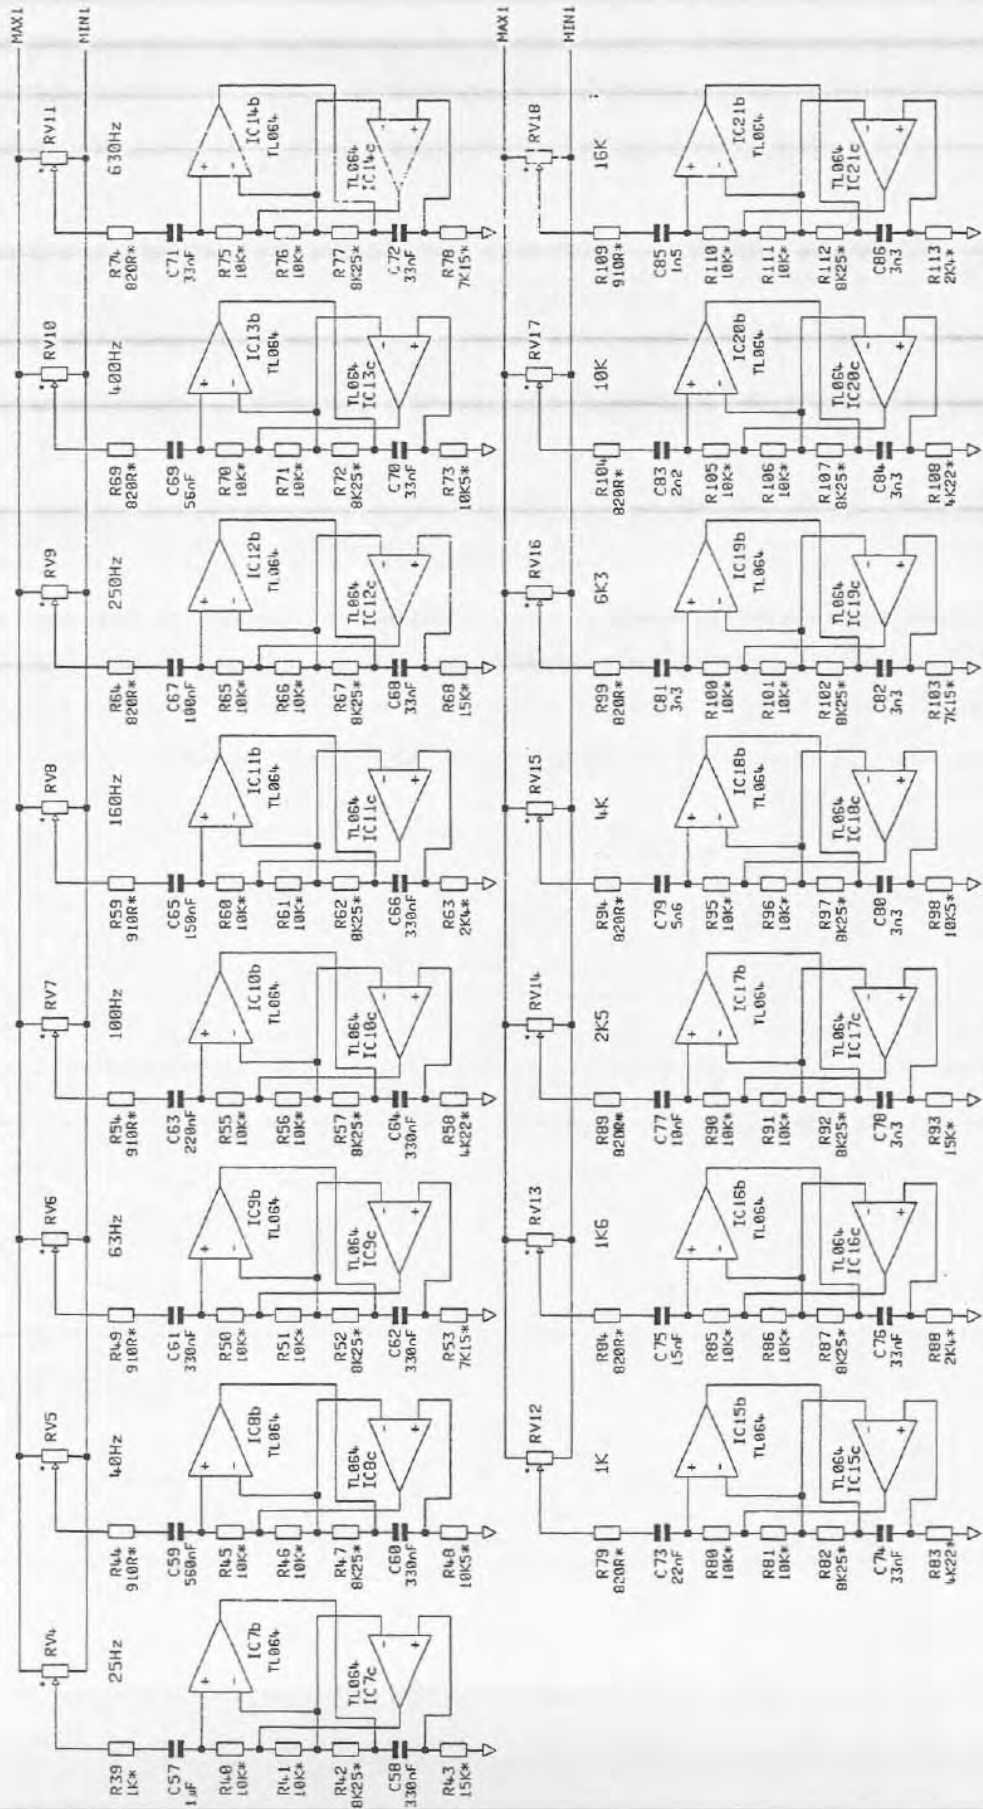 MAX1
MIN1
RV4
25Hz
R39
1K*
C57
1uF
R40
10K*
R41
10K*
R42
8K25*
C58
330nF
R43
15K*
IC7b
TL064
TL064
IC7c
RV5
40Hz
R44
910R*
C59
560nF
R45
10K*
R46
10K*
R47
8K25*
C60
330nF
R48
10K5*
IC8b
TL064
TL064
IC8c
RV6
63Hz
R49
910R*
C61
330nF
R50
10K*
R51
10K*
R52
8K25*
C62
330nF
R53
7K15*
IC9b
TL064
TL064
IC9c
RV7
100Hz
R54
910R*
C63
220nF
R55
10K*
R56
10K*
R57
8K25*
C64
330nF
R58
4K22*
IC10b
TL064
TL064
IC10c
RV8
160Hz
R59
910R*
C65
150nF
R60
10K*
R61
10K*
R62
8K25*
C66
330nF
R63
2K4*
IC11b
TL064
TL064
IC11c
RV9
250Hz
R64
820R*
C67
100nF
R65
10K*
R66
10K*
R67
8K25*
C68
33nF
R68
15K*
IC12b
TL064
TL064
IC12c
RV10
400Hz
R69
820R*
C69
56nF
R70
10K*
R71
10K*
R72
8K25*
C70
33nF
R73
10K5*
IC13b
TL064
TL064
IC13c
RV11
630Hz
R74
820R*
C71
33nF
R75
10K*
R76
10K*
R77
8K25*
C72
33nF
R78
7K15*
IC14b
TL064
TL064
IC14c
MAX1
MIN1
RV12
1K
R79
820R*
C73
22nF
R80
10K*
R81
10K*
R82
8K25*
C74
33nF
R83
4K22*
IC15b
TL064
TL064
IC15c
RV13
1K6
R84
820R*
C75
15nF
R85
10K*
R86
10K*
R87
8K25*
C76
33nF
R88
2K4*
IC16b
TL064
TL064
IC16c
RV14
2K5
R89
820R*
C77
10nF
R90
10K*
R91
10K*
R92
8K25*
C78
3n3
R93
15K*
IC17b
TL064
TL064
IC17c
RV15
4K
R94
820R*
C79
5n6
R95
10K*
R96
10K*
R97
8K25*
C80
3n3
R98
10K5*
IC18b
TL064
TL064
IC18c
RV16
6K3
R99
820R*
C81
3n3
R100
10K*
R101
10K*
R102
8K25*
C82
3n3
R103
7K15*
IC19b
TL064
TL064
IC19c
RV17
10K
R104
820R*
C83
2n2
R105
10K*
R106
10K*
R107
8K25*
C84
3n3
R108
4K22*
IC20b
TL064
TL064
IC20c
RV18
16K
R109
910R*
C85
1n5
R110
10K*
R111
10K*
R112
8K25*
C86
3n3
R113
2K4*
IC21b
TL064
TL064
IC21c